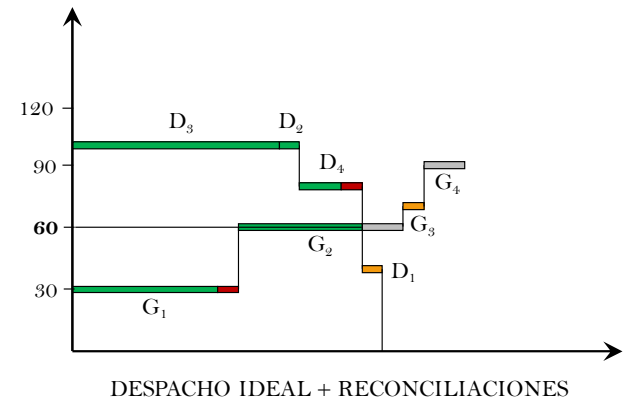 120
D3 D2
D4
90
G4
G3
60
G2
D1
30
G1
DESPACHO IDEAL + RECONCILIACIONES